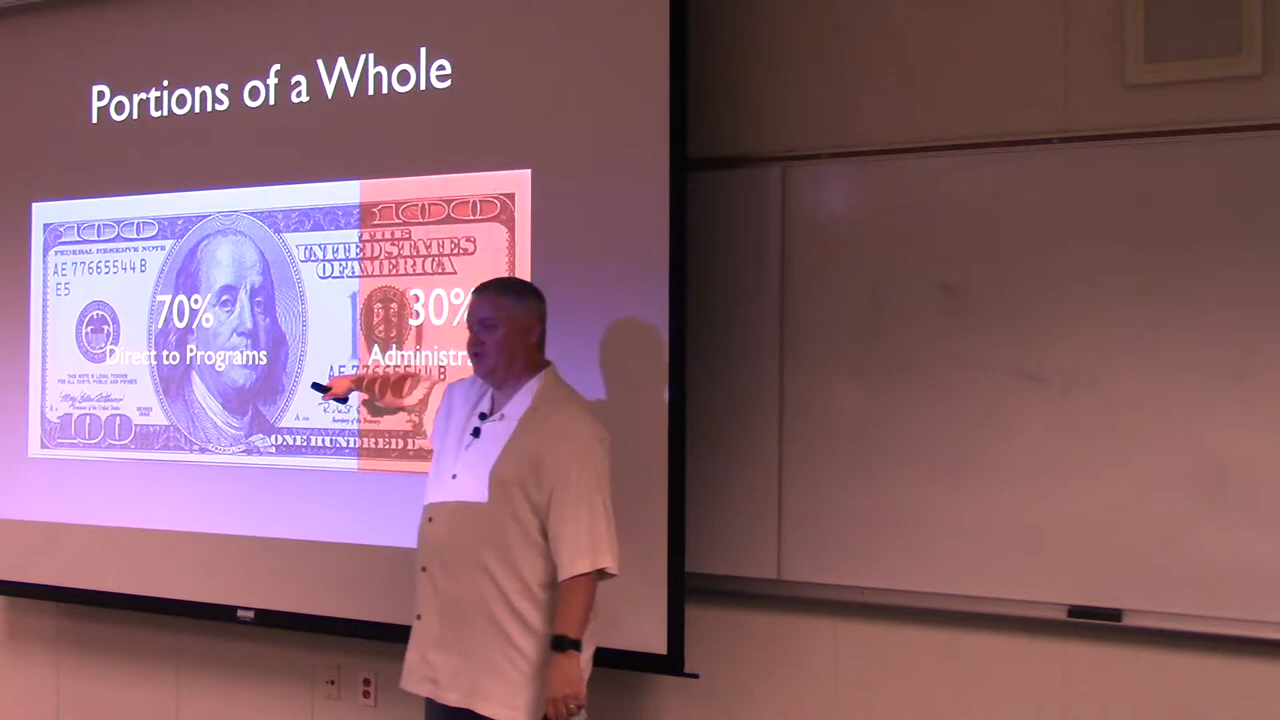 Portions of a Whole
100
100
FEDERAL RESERVE NOTE
THE
UNITED STATES
OF AMERICA
AE 77665544 B
E5
70%
30%
Direct to Programs
Administr
THIS NOTE IS LEGAL TENDER
FOR ALL DEBTS, PUBLIC AND PRIVATE
100
ONE HUNDRED D